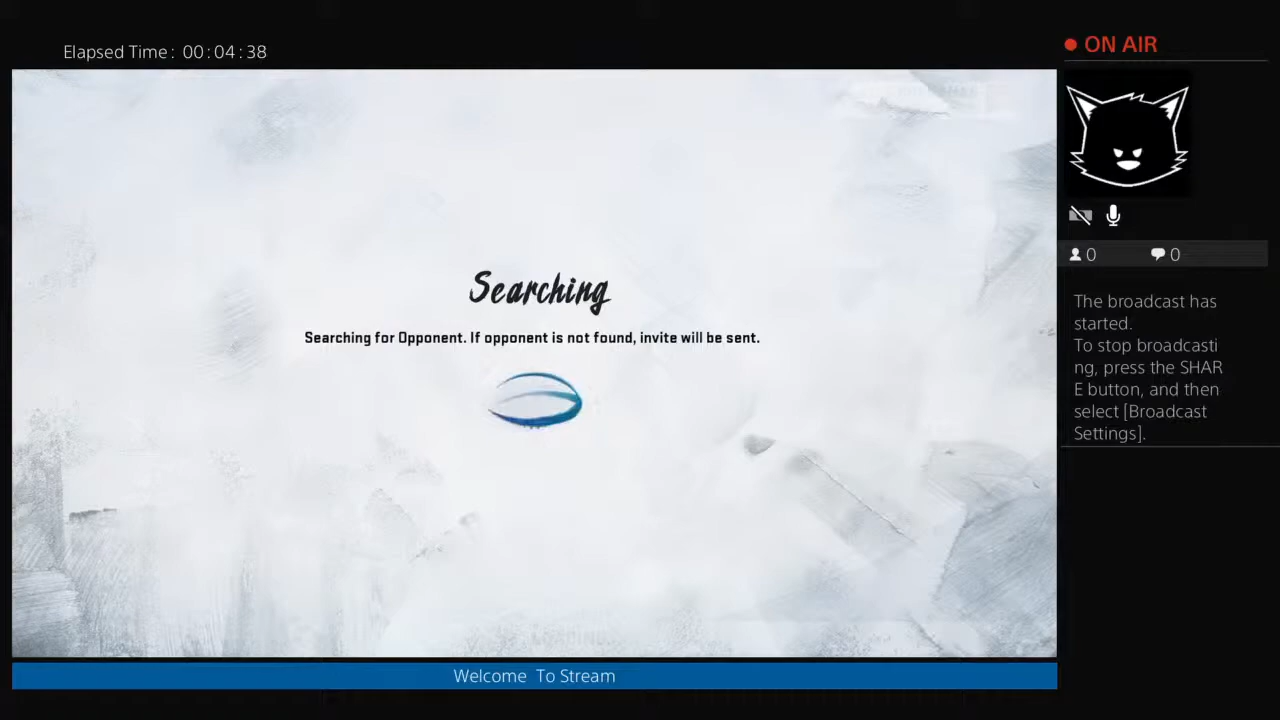 Elapsed Time: 00:04:38
ON AIR
0 0
The broadcast has
started.
To stop broadcasti
ng, press the SHAR
E button, and then
select [Broadcast
Settings].
Searching
Searching for Opponent. If opponent is not found, invite will be sent.
Welcome To Stream